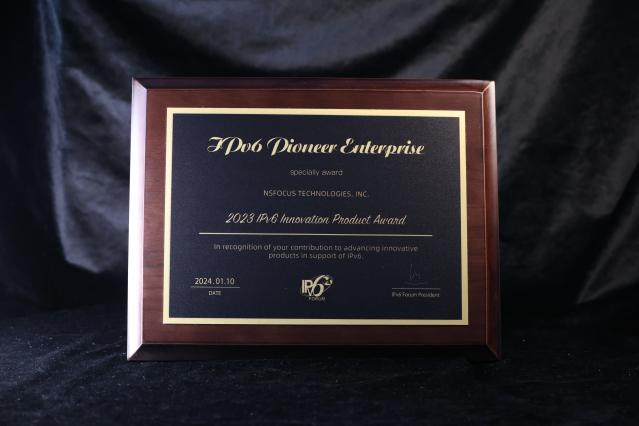 IPv6 Pioneer Enterprise
specially award
NSFOCUS TECHNOLOGIES, INC.
2023 IPv6 Innovation Product Award
In recognition of your contribution to advancing innovative
products in support of IPv6.
2024.01.10
DATE
IPv6
FORUM
IPv6 Forum President